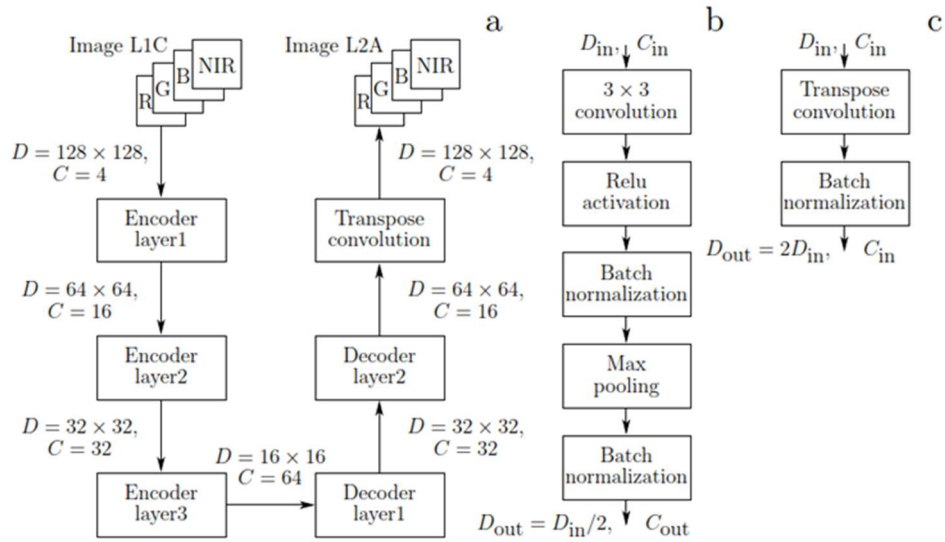 a
Image L1C
R
G
B
NIR
D = 128 × 128,
C = 4
Encoder
layer1
D = 64 × 64,
C = 16
Encoder
layer2
D = 32 × 32,
C = 32
Encoder
layer3
D = 16 × 16
C = 64
Decoder
layer1
D = 32 × 32,
C = 32
Decoder
layer2
D = 64 × 64,
C = 16
Transpose
convolution
D = 128 × 128,
C = 4
Image L2A
R
G
B
NIR
b
D_in, C_in
3 × 3
convolution
Relu
activation
Batch
normalization
Max
pooling
Batch
normalization
D_out = D_in/2, C_out
c
D_in, C_in
Transpose
convolution
Batch
normalization
D_out = 2D_in, C_in